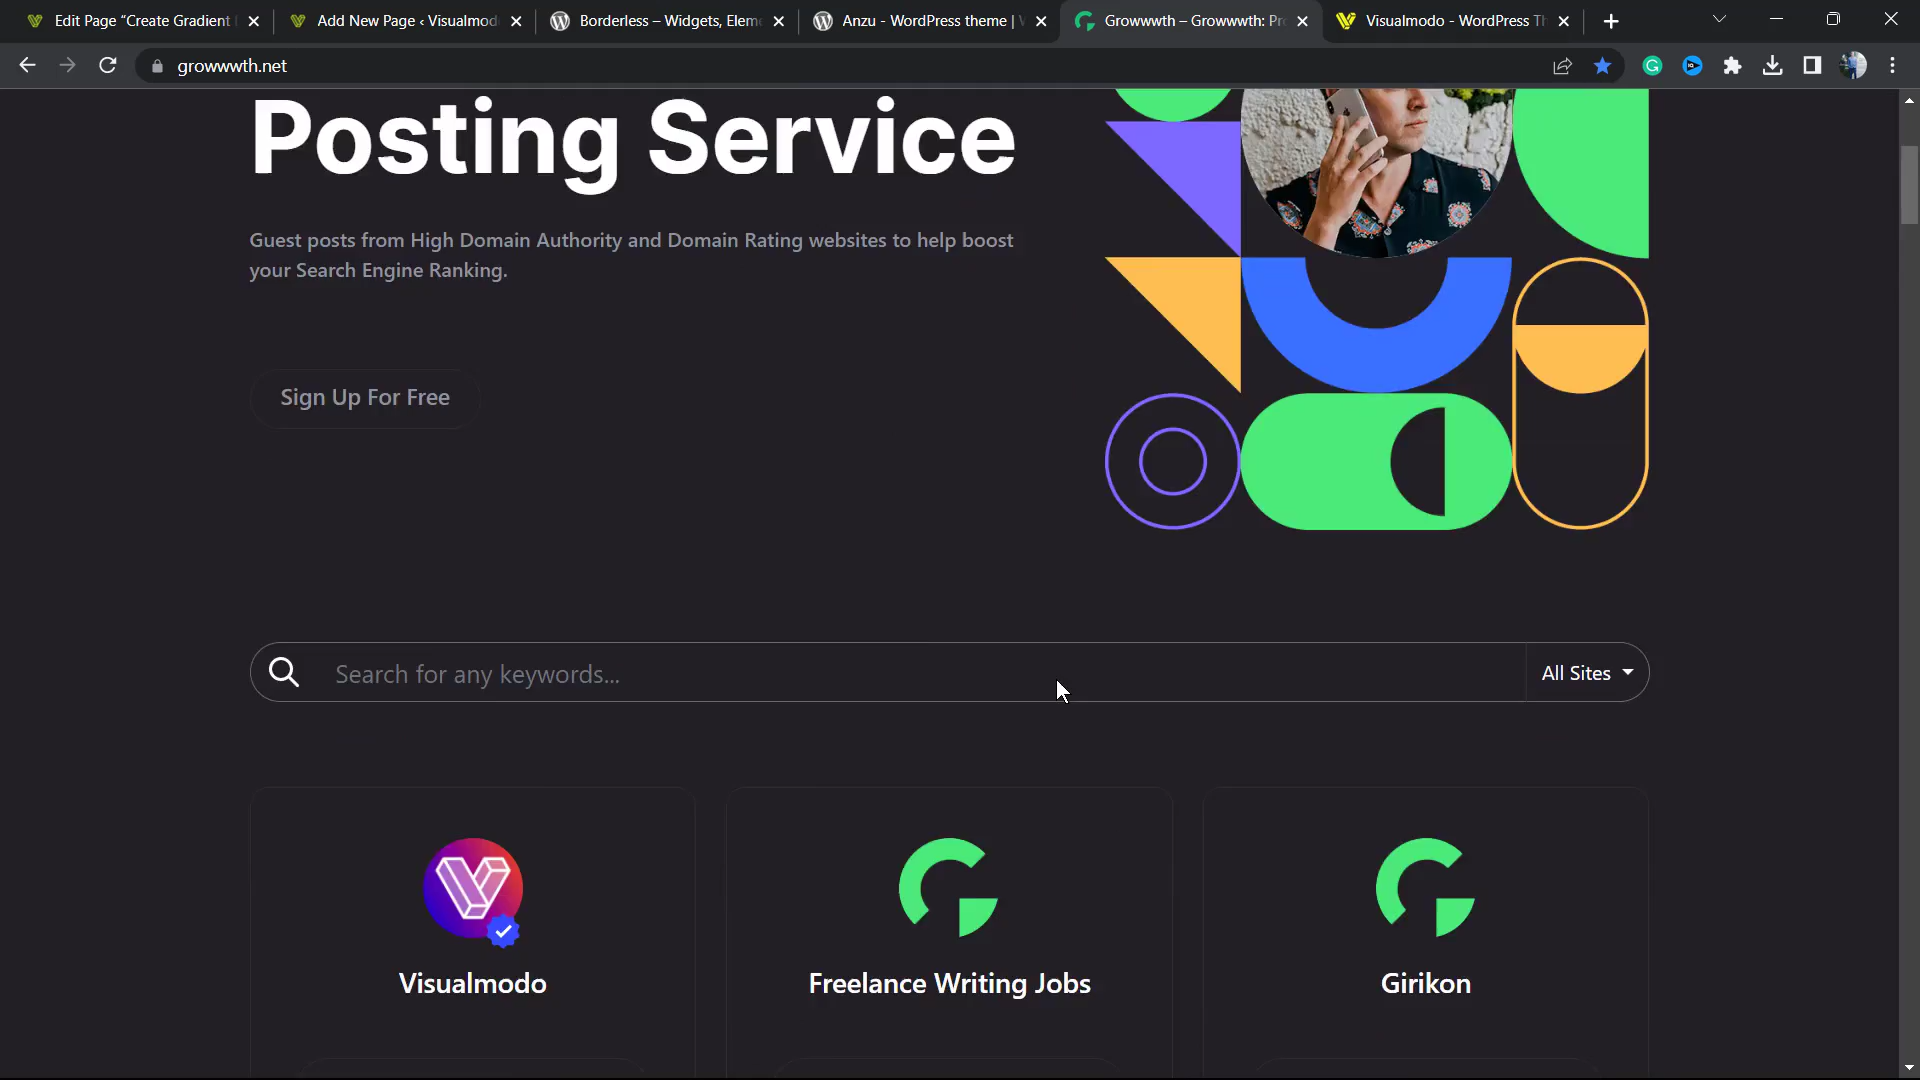 Edit Page “Create Gradient
Add New Page ‹ Visualmod
Borderless – Widgets, Elem
Anzu - WordPress theme |
Growwwth – Growwwth: Pr
Visualmodo - WordPress Th
growwwth.net
Posting Service
Guest posts from High Domain Authority and Domain Rating websites to help boost
your Search Engine Ranking.
Sign Up For Free
Search for any keywords...
All Sites
Visualmodo
Freelance Writing Jobs
Girikon